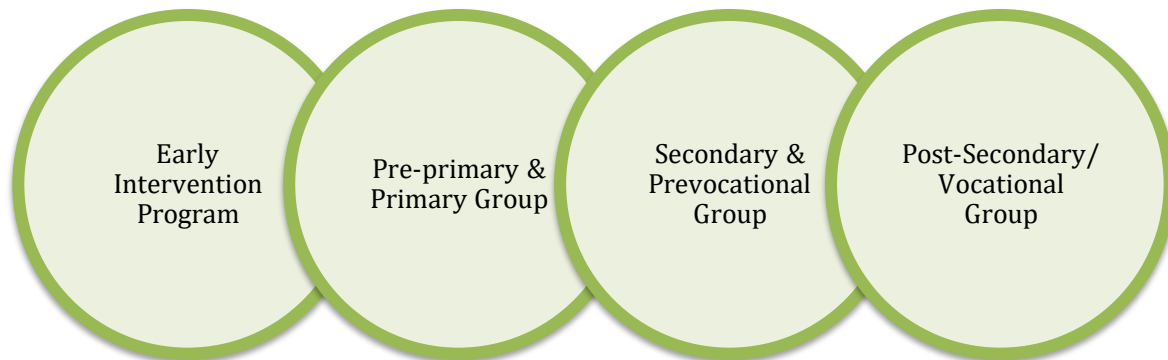 Early
Intervention
Program
Pre-primary &
Primary Group
Secondary &
Prevocational
Group
Post-Secondary/
Vocational
Group